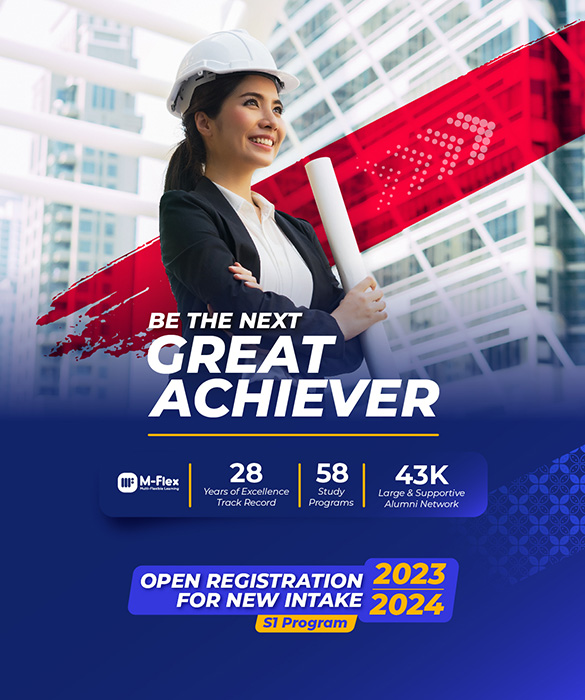 BE THE NEXT
GREAT
ACHIEVER
M-Flex
Multi-Flexible Learning
28
Years of Excellence
Track Record
58
Study
Programs
43K
Large & Supportive
Alumni Network
OPEN REGISTRATION
FOR NEW INTAKE
2023
2024
S1 Program